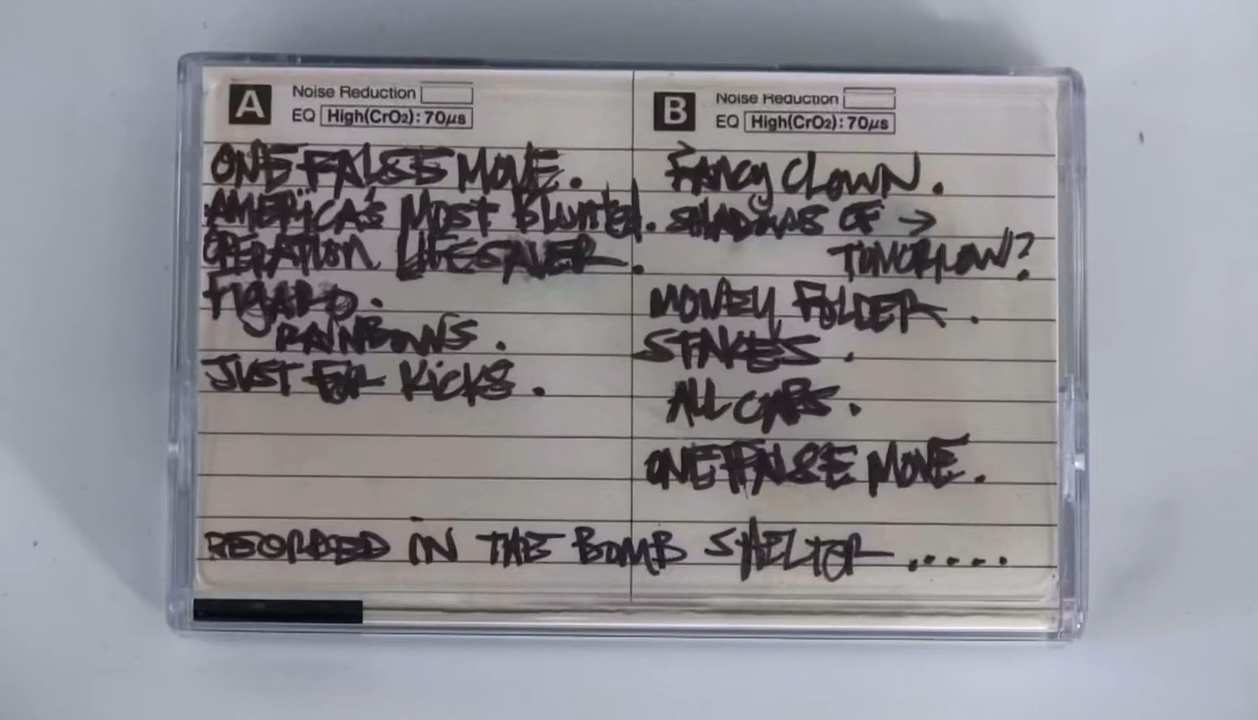 A
Noise Reduction
EQ High(CrO2): 70μs
ONE FALSE MOVE.
AMERICA'S MOST BLUNTED.
OPERATION LIFESAVER.
FIGARO.
RAINBOWS.
JUST FOR KICKS.
B
Noise Reduction
EQ High(CrO2): 70μs
FANCY CLOWN.
SHADOWS OF →
TOMORROW?
MONEY FOLDER.
STAKES.
ALL CAPS.
ONE FALSE MOVE.
RECORDED IN THE BOMB SHELTOR.....